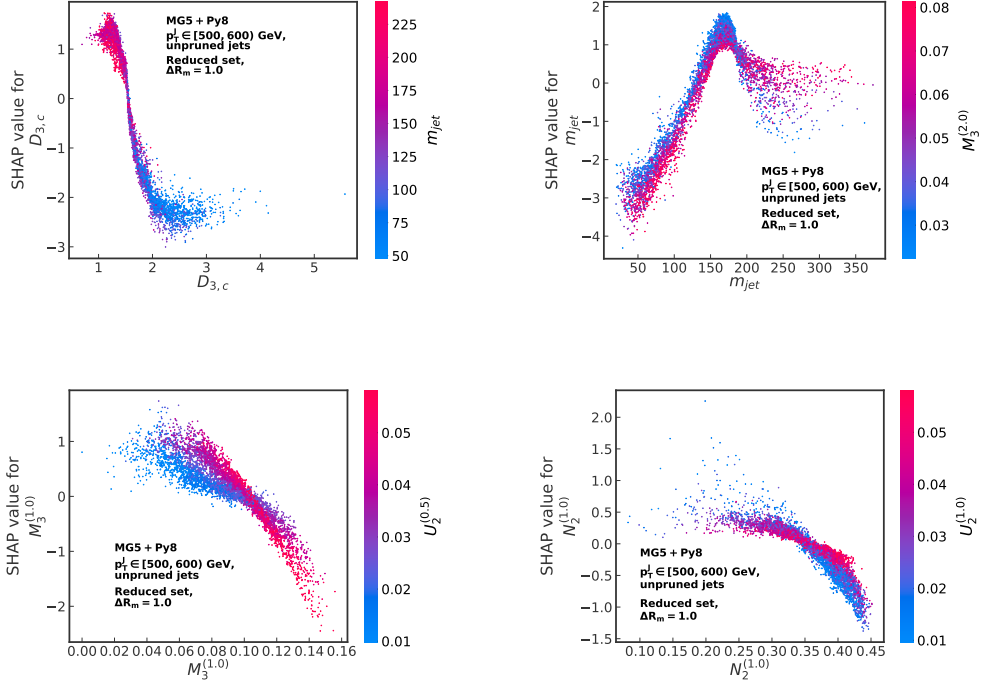 SHAP value for
D_{3,c}
1
0
−1
−2
−3
1 2 3 4 5
D_{3,c}
MG5 + Py8
p_T^J ∈ [500, 600) GeV,
unpruned jets
Reduced set,
ΔR_m = 1.0
225
200
175
150
125
100
75
50
m_{jet}
SHAP value for
m_{jet}
2
1
0
−1
−2
−3
−4
50 100 150 200 250 300 350
m_{jet}
MG5 + Py8
p_T^J ∈ [500, 600) GeV,
unpruned jets
Reduced set,
ΔR_m = 1.0
0.08
0.07
0.06
0.05
0.04
0.03
M_3^{(2.0)}
SHAP value for
M_3^{(1.0)}
1
0
−1
−2
0.00 0.02 0.04 0.06 0.08 0.10 0.12 0.14 0.16
M_3^{(1.0)}
MG5 + Py8
p_T^J ∈ [500, 600) GeV,
unpruned jets
Reduced set,
ΔR_m = 1.0
0.05
0.04
0.03
0.02
0.01
U_2^{(0.5)}
SHAP value for
N_2^{(1.0)}
2.0
1.5
1.0
0.5
0.0
−0.5
−1.0
−1.5
0.10 0.15 0.20 0.25 0.30 0.35 0.40 0.45
N_2^{(1.0)}
MG5 + Py8
p_T^J ∈ [500, 600) GeV,
unpruned jets
Reduced set,
ΔR_m = 1.0
0.05
0.04
0.03
0.02
0.01
U_2^{(1.0)}